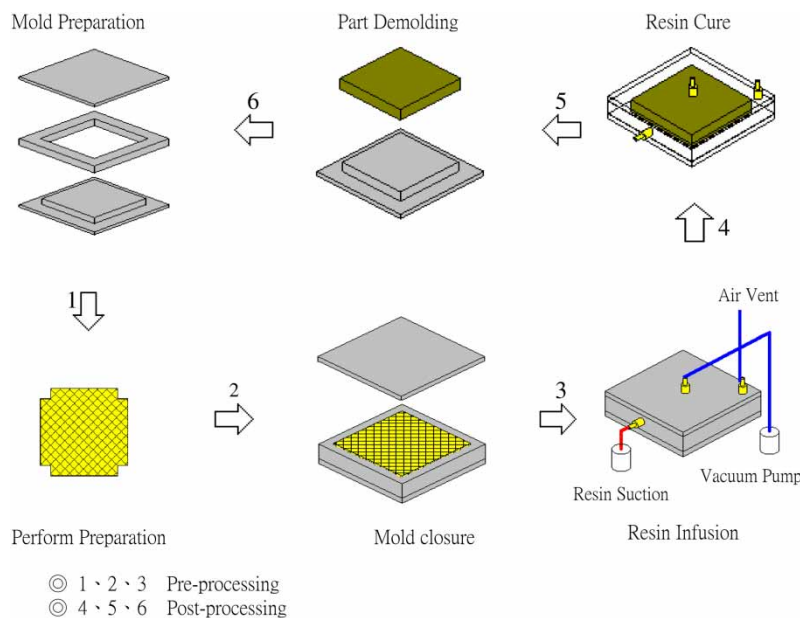 Mold Preparation
Part Demolding
Resin Cure
6
5
4
1
Air Vent
2
3
Resin Suction
Vacuum Pump
Perform Preparation
Mold closure
Resin Infusion
◎ 1、2、3 Pre-processing
◎ 4、5、6 Post-processing